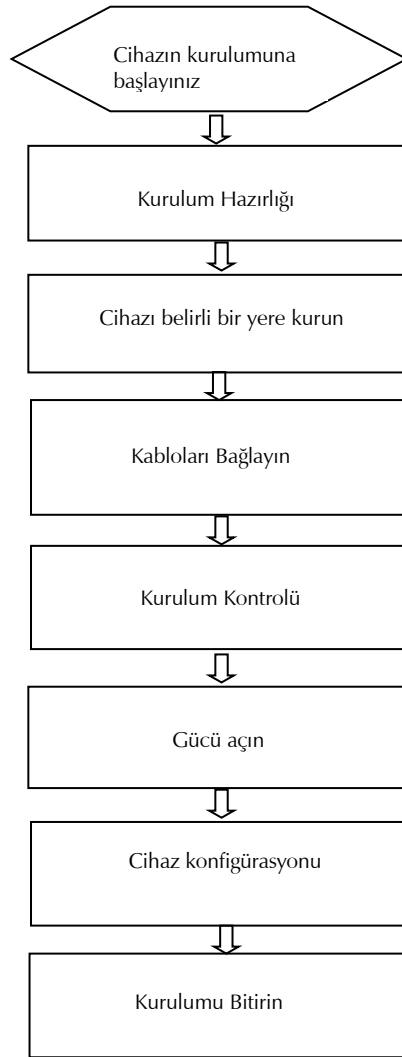 Cihazın kurulumuna
başlayınız
Kurulum Hazırlığı
Cihazı belirli bir yere kurun
Kabloları Bağlayın
Kurulum Kontrolü
Gücü açın
Cihaz konfigürasyonu
Kurulumu Bitirin